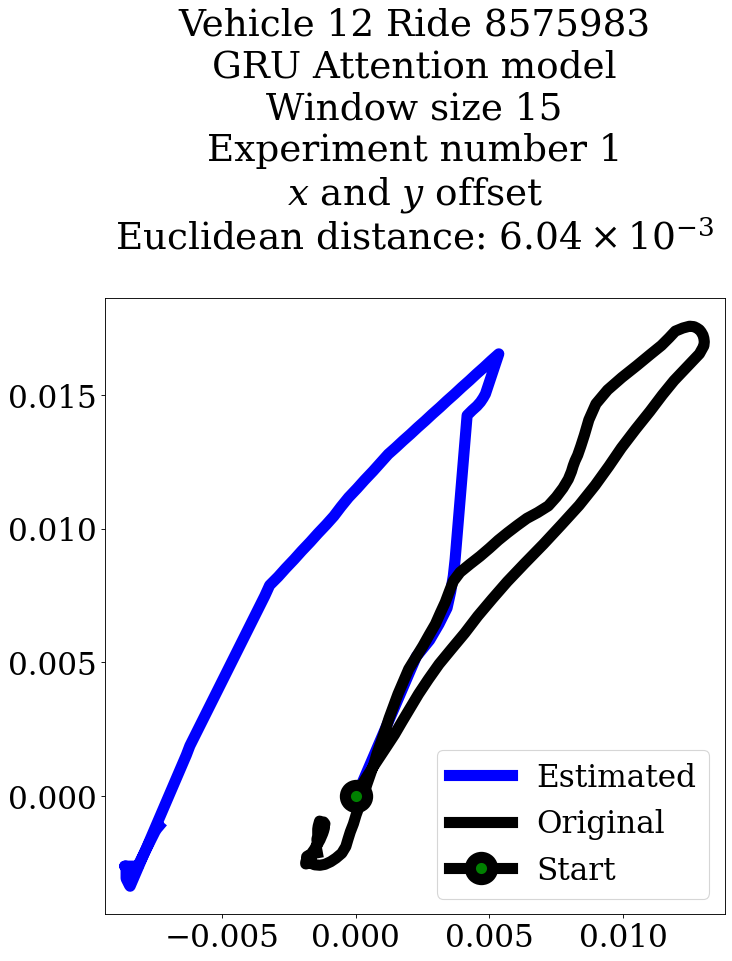 Vehicle 12 Ride 8575983
GRU Attention model
Window size 15
Experiment number 1
x and y offset
Euclidean distance: 6.04 × 10⁻³
0.015
0.010
0.005
0.000
Estimated
Original
Start
−0.005 0.000 0.005 0.010